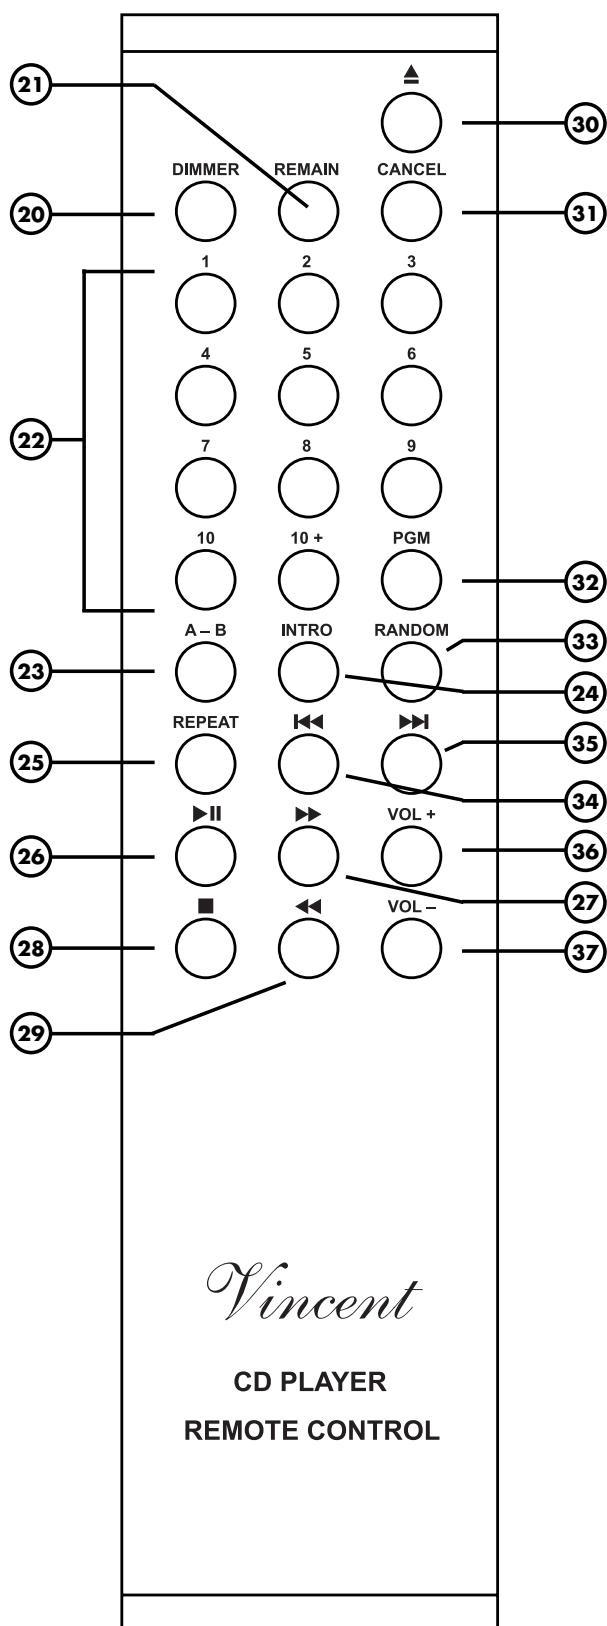 21
30
DIMMER REMAIN CANCEL
20
31
1 2 3
4 5 6
22
7 8 9
10 10 + PGM
32
A – B INTRO RANDOM
33
23
24
REPEAT
35
25
34
VOL +
26
36
27
VOL –
28
37
29
Vincent
CD PLAYER
REMOTE CONTROL